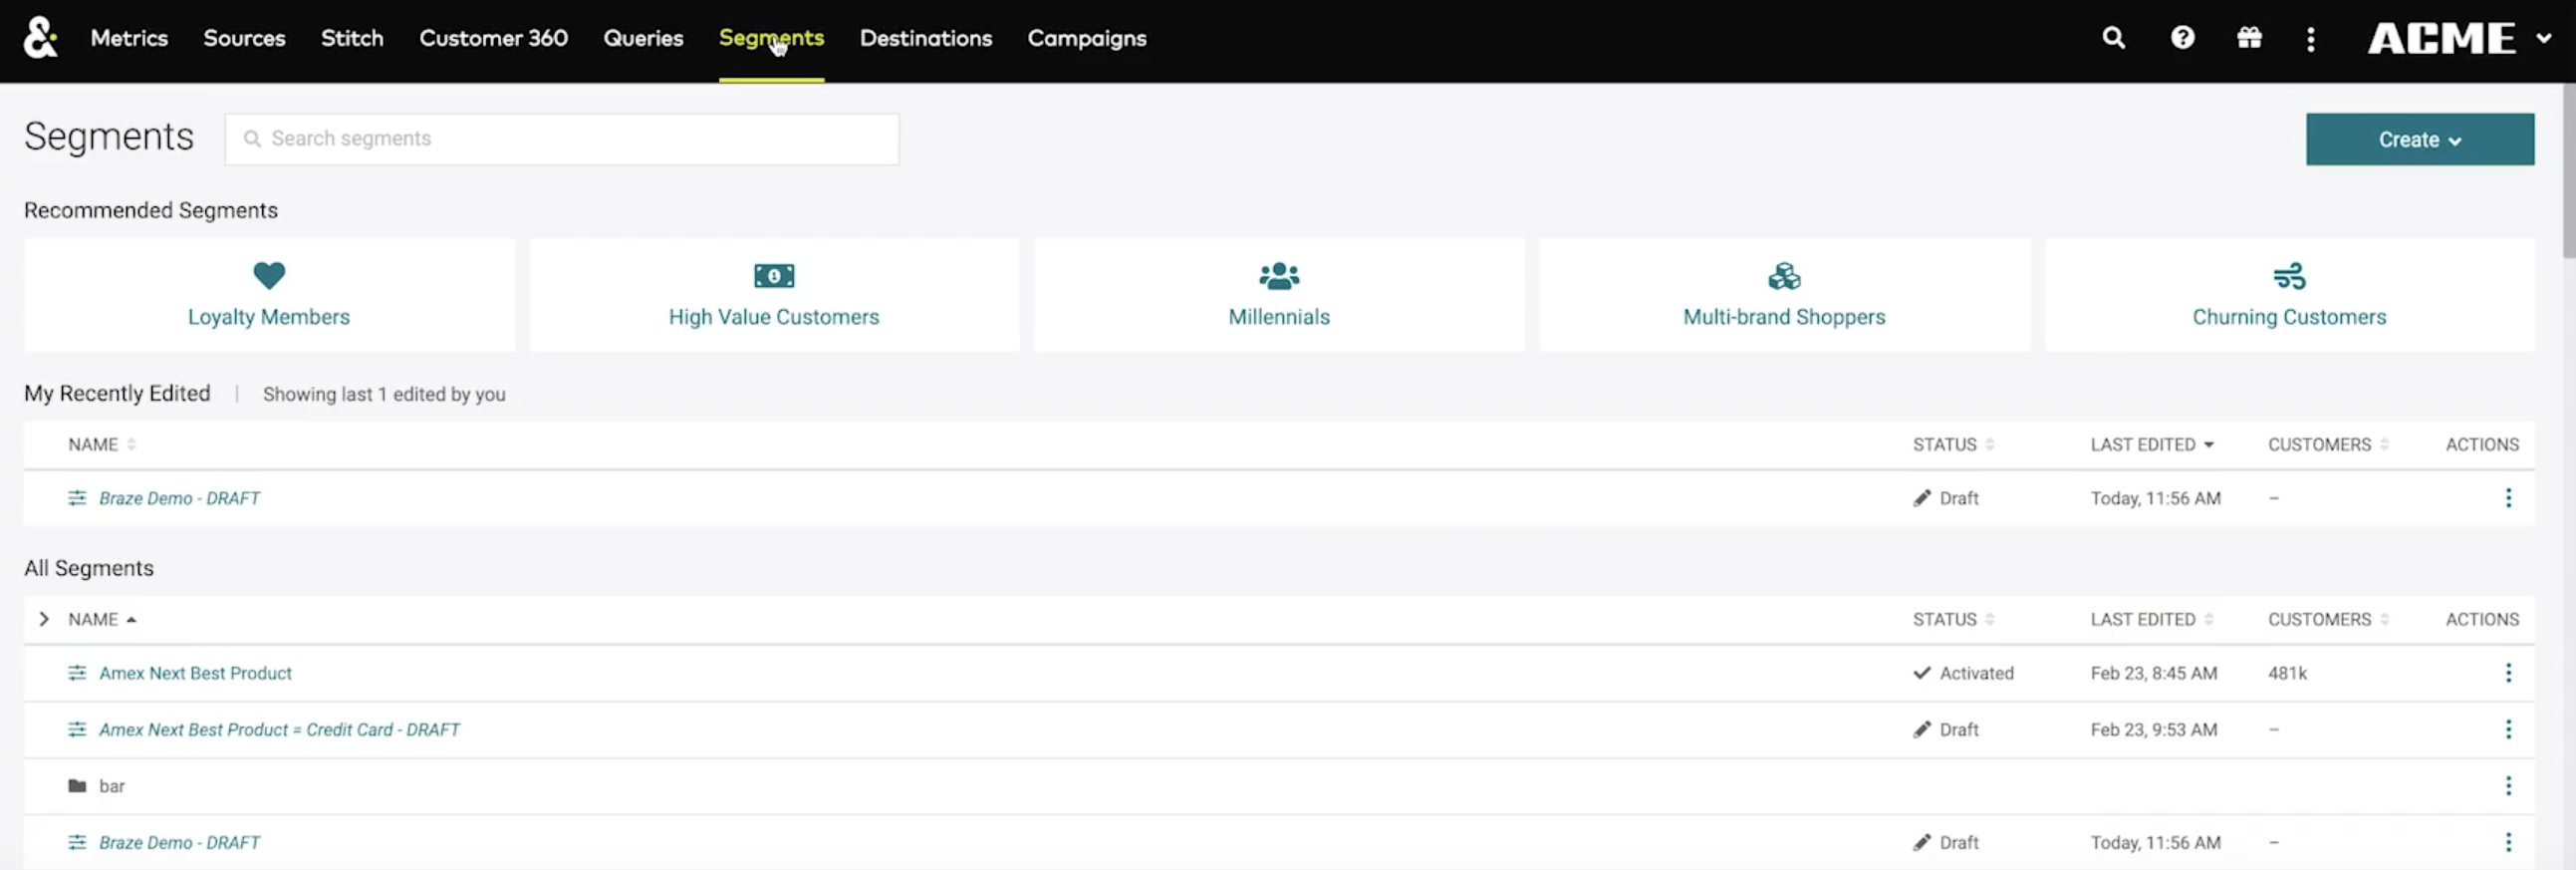 & Metrics Sources Stitch Customer 360 Queries Segments Destinations Campaigns ACME
Segments Search segments Create
Recommended Segments
Loyalty Members High Value Customers Millennials Multi-brand Shoppers Churning Customers
My Recently Edited | Showing last 1 edited by you
NAME STATUS LAST EDITED CUSTOMERS ACTIONS
Braze Demo - DRAFT Draft Today, 11:56 AM –
All Segments
NAME STATUS LAST EDITED CUSTOMERS ACTIONS
Amex Next Best Product Activated Feb 23, 8:45 AM 481k
Amex Next Best Product = Credit Card - DRAFT Draft Feb 23, 9:53 AM –
bar
Braze Demo - DRAFT Draft Today, 11:56 AM –